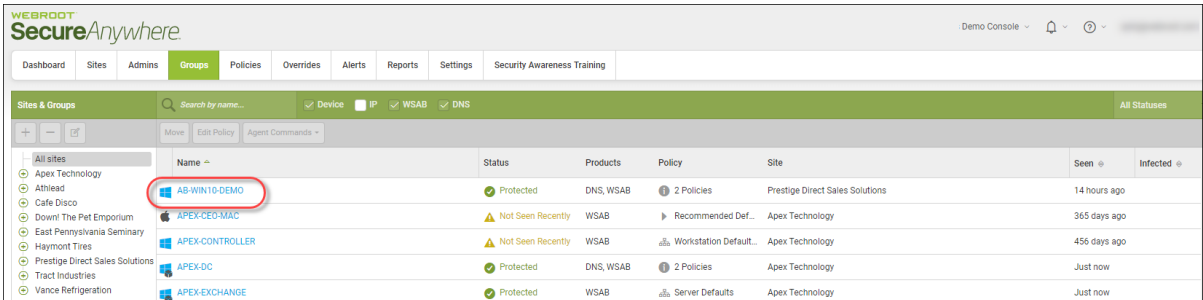 WEBROOT
SecureAnywhere
Demo Console
Dashboard Sites Admins Groups Policies Overrides Alerts Reports Settings Security Awareness Training
Sites & Groups Search by name... Device IP WSAB DNS All Statuses
Move Edit Policy Agent Commands
All sites
Apex Technology
Athlead
Cafe Disco
Down! The Pet Emporium
East Pennyslvania Seminary
Haymont Tires
Prestige Direct Sales Solutions
Tract Industries
Vance Refrigeration
Name Status Products Policy Site Seen Infected
AB-WIN10-DEMO Protected DNS, WSAB 2 Policies Prestige Direct Sales Solutions 14 hours ago
APEX-CEO-MAC Not Seen Recently WSAB Recommended Def... Apex Technology 365 days ago
APEX-CONTROLLER Not Seen Recently WSAB Workstation Default... Apex Technology 456 days ago
APEX-DC Protected DNS, WSAB 2 Policies Apex Technology Just now
APEX-EXCHANGE Protected WSAB Server Defaults Apex Technology Just now